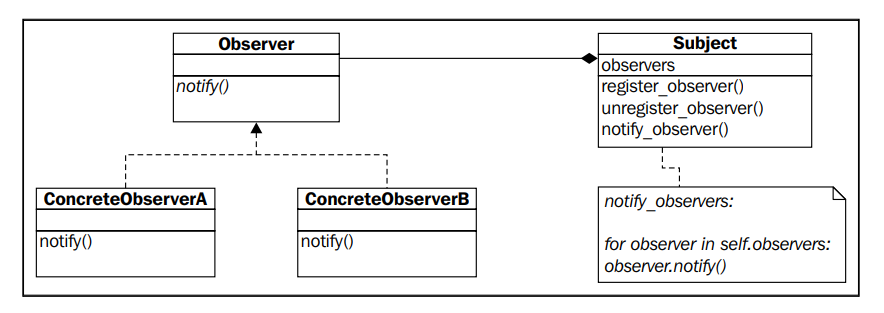 Observer
notify()
Subject
observers
register_observer()
unregister_observer()
notify_observer()
ConcreteObserverA
notify()
ConcreteObserverB
notify()
notify_observers:
for observer in self.observers:
observer.notify()